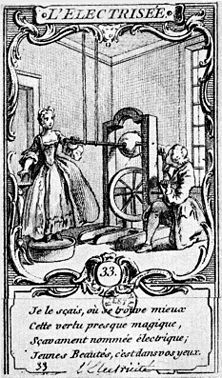 L'ELECTRISÉE
33.
Je le sçais, où se trouve mieux
Cette vertu presque magique,
Sçavament nommée électrique;
Jeunes Beautés, c'est dans vos yeux.
33 l'électricité